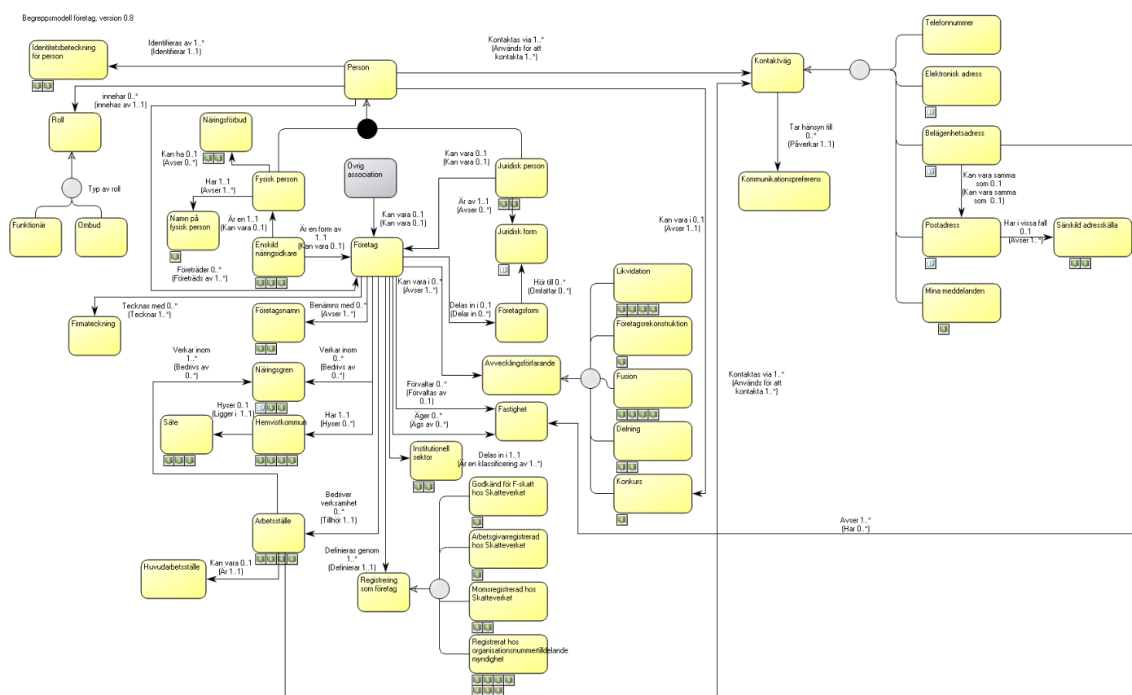 Begreppsmodell företag, version 0.8
Identitetsbeteckning
för person
Identifieras av 1..*
(Identifierar 1..1)
Person
Kontaktas via 1..*
(Används för att
kontakta 1..*)
Kontaktväg
Telefonnummer
Elektronisk adress
innehar 0..*
(innehas av 1..1)
Roll
Näringsförbud
Tar hänsyn till
0..*
(Påverkar 1..1)
Belägenhetsadress
Kan ha 0..1
(Avser 0..*)
Övrig
association
Kan vara 0..1
(Kan vara 0..1)
Juridisk person
Typ av roll
Har 1..1
(Avser 1..*)
Fysisk person
Kommunikationspreferens
Kan vara samma
som 0..1
(Kan vara samma
som 0..1)
Funktionär
Ombud
Namn på
fysisk person
Är en 1..1
(Kan vara 0..1)
Är av 1..1
(Avser 0..*)
Kan vara 0..1
(Kan vara 0..1)
Kan vara i 0..1
(Avser 1..1)
Är en form av
1..1
(Kan vara 0..1)
Enskild
näringsidkare
Företag
Juridisk form
Postadress
Har i vissa fall
0..1
(Avser 1..*)
Särskild adresskälla
Företräder 0..*
(Företräds av 1..*)
Kan vara i 0..*
(Avser 1..*)
Hör till 0..*
(Omfattar 0..*)
Likvidation
Mina meddelanden
Tecknas med 0..*
(Tecknar 1..*)
Firmateckning
Benämns med 0..*
(Avser 1..*)
Företagsnamn
Delas in i 0..1
(Delar in 0..*)
Företagsform
Företagsrekonstruktion
Verkar inom
1..*
(Bedrivs av
0..*)
Näringsgren
Verkar inom
0..*
(Bedrivs av
0..*)
Avvecklingsförfarande
Fusion
Kontaktas via 1..*
(Används för att
kontakta 1..*)
Förvaltar 0..*
(Förvaltas av
0..1)
Hyser 0..1
(Ligger i 1..1)
Säte
Hemvistkommun
Har 1..1
(Hyser 0..*)
Äger 0..*
(Ägs av 0..*)
Fastighet
Delning
Institutionell
sektor
Delas in i 1..1
(Är en klassificering av 1..*)
Konkurs
Godkänd för F-skatt
hos Skatteverket
Bedriver
verksamhet
0..*
(Tillhör 1..1)
Arbetsställe
Arbetsgivarregistrerad
hos Skatteverket
Avser 1..*
(Har 0..*)
Kan vara 0..1
(Är 1..1)
Huvudarbetsställe
Definieras genom
1..*
(Definierar 1..1)
Registrering
som företag
Momsregistrerad hos
Skatteverket
Registrerat hos
organisationsnummertilldelande
myndighet